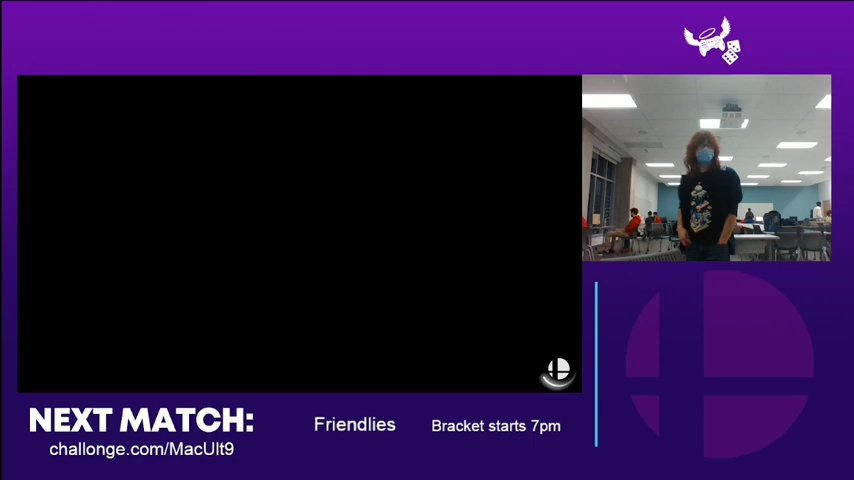 NEXT MATCH:
challonge.com/MacUlt9
Friendlies
Bracket starts 7pm